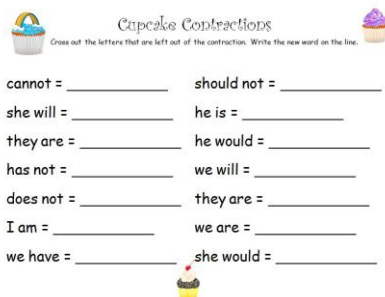 Cupcake Contractions
Cross out the letters that are left out of the contraction. Write the new word on the line.
cannot = ____________ should not = ____________
she will = ____________ he is = ____________
they are = ____________ he would = ____________
has not = ____________ we will = ____________
does not = ____________ they are = ____________
I am = ____________ we are = ____________
we have = ____________ she would = ____________